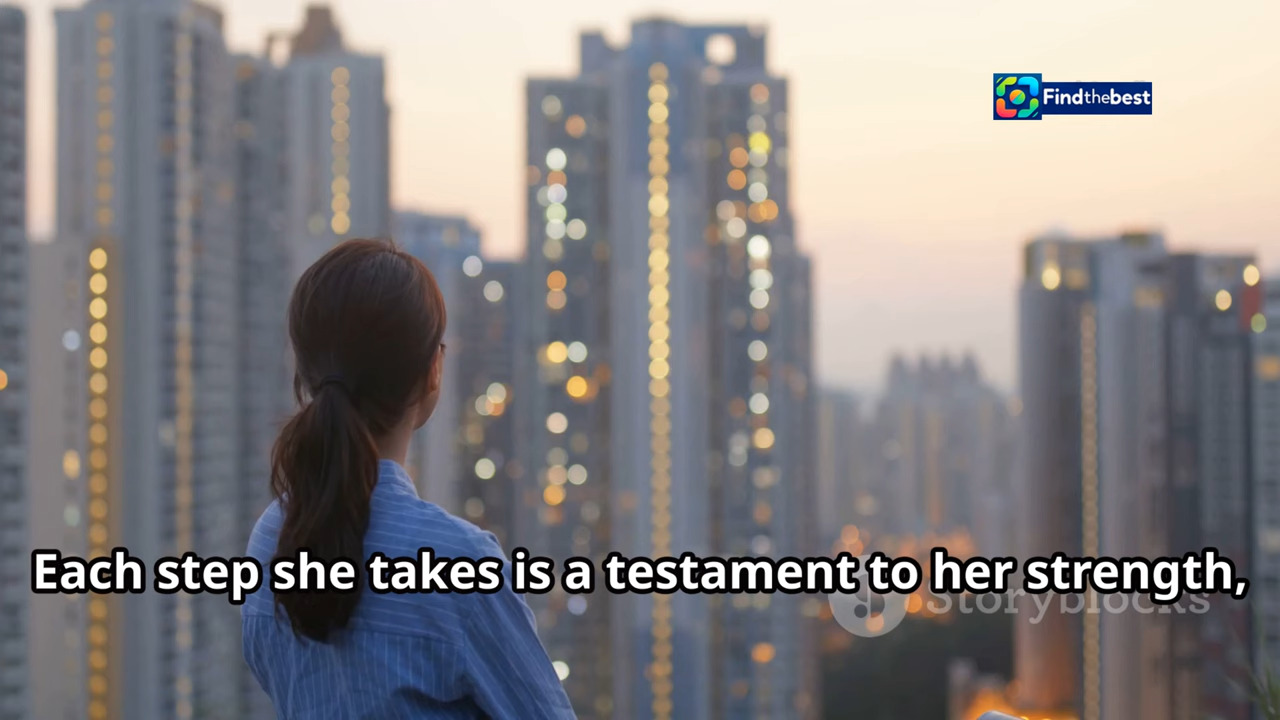 Findthebest
Each step she takes is a testament to her strength,
Storyblocks